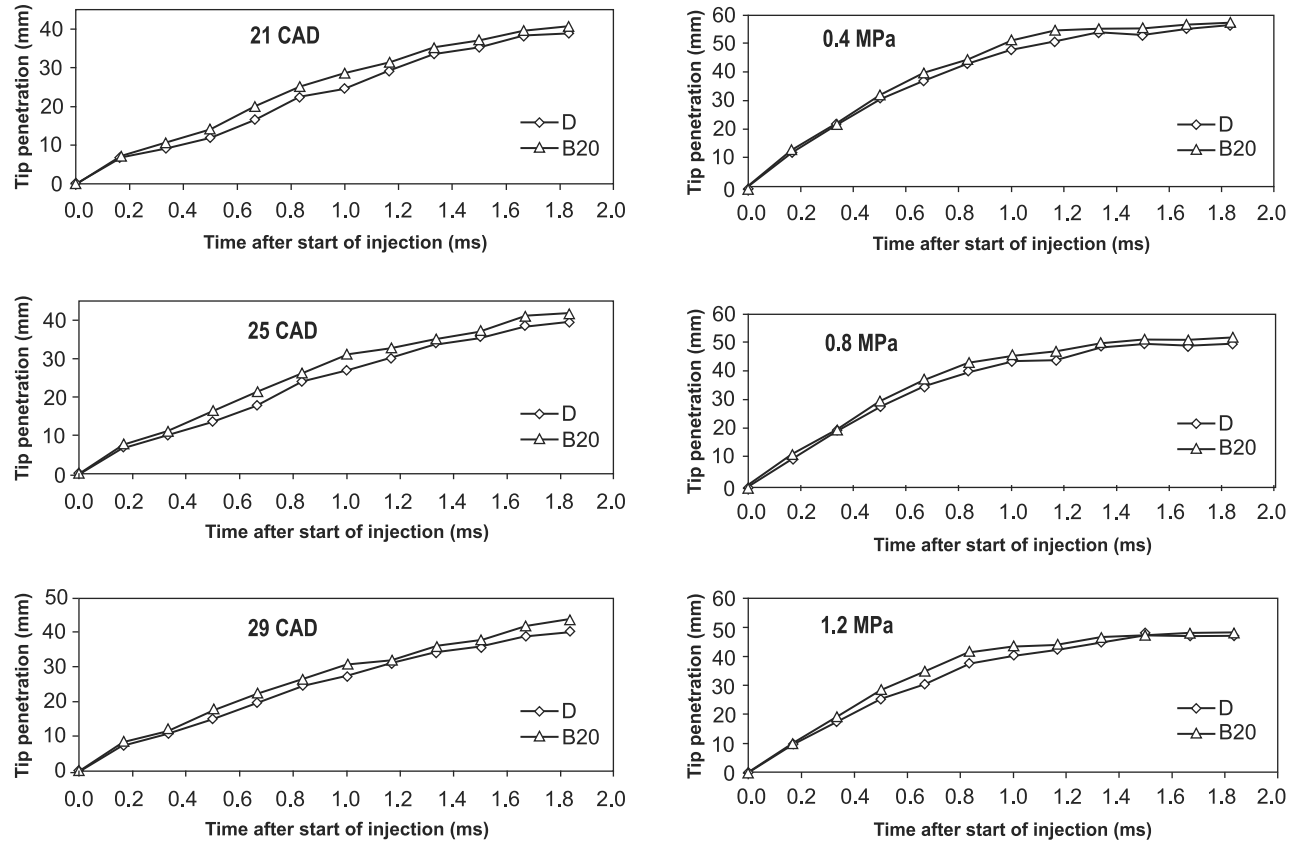 21 CAD
Tip penetration (mm)
40
30
20
10
0
D
B20
0.0 0.2 0.4 0.6 0.8 1.0 1.2 1.4 1.6 1.8 2.0
Time after start of injection (ms)
0.4 MPa
Tip penetration (mm)
60
50
40
30
20
10
0
D
B20
0.0 0.2 0.4 0.6 0.8 1.0 1.2 1.4 1.6 1.8 2.0
Time after start of injection (ms)
25 CAD
Tip penetration (mm)
40
30
20
10
0
D
B20
0.0 0.2 0.4 0.6 0.8 1.0 1.2 1.4 1.6 1.8 2.0
Time after start of injection (ms)
0.8 MPa
Tip penetration (mm)
60
50
40
30
20
10
0
D
B20
0.0 0.2 0.4 0.6 0.8 1.0 1.2 1.4 1.6 1.8 2.0
Time after start of injection (ms)
29 CAD
Tip penetration (mm)
50
40
30
20
10
0
D
B20
0.0 0.2 0.4 0.6 0.8 1.0 1.2 1.4 1.6 1.8 2.0
Time after start of injection (ms)
1.2 MPa
Tip penetration (mm)
60
50
40
30
20
10
0
D
B20
0.0 0.2 0.4 0.6 0.8 1.0 1.2 1.4 1.6 1.8 2.0
Time after start of injection (ms)